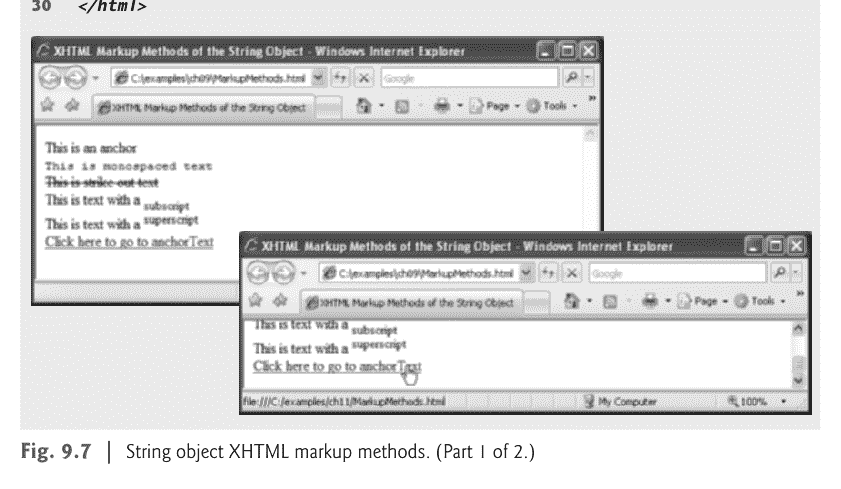 30 </html>
XHTML Markup Methods of the String Object - Windows Internet Explorer
C:\examples\ch09\MarkupMethods.html
Google
XHTML Markup Methods of the String Object
Page
Tools
»
This is an anchor
This is monospaced text
This is strike out text
This is text with a subscript
This is text with a superscript
Click here to go to anchorText
XHTML Markup Methods of the String Object - Windows Internet Explorer
C:\examples\ch09\MarkupMethods.html
Google
XHTML Markup Methods of the String Object
Page
Tools
»
This is text with a subscript
This is text with a superscript
Click here to go to anchorText
file:///C:/examples/ch11/MarkupMethods.html
My Computer
100%
Fig. 9.7 | String object XHTML markup methods. (Part 1 of 2.)